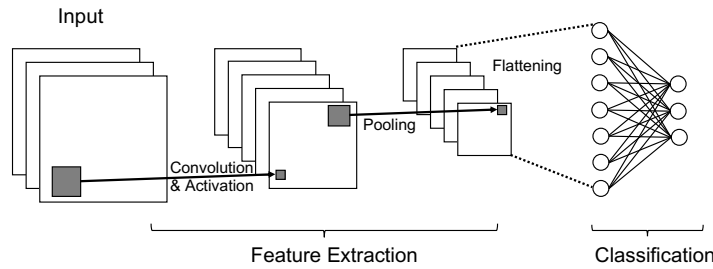 Input
Flattening
Pooling
Convolution
& Activation
Feature Extraction
Classification